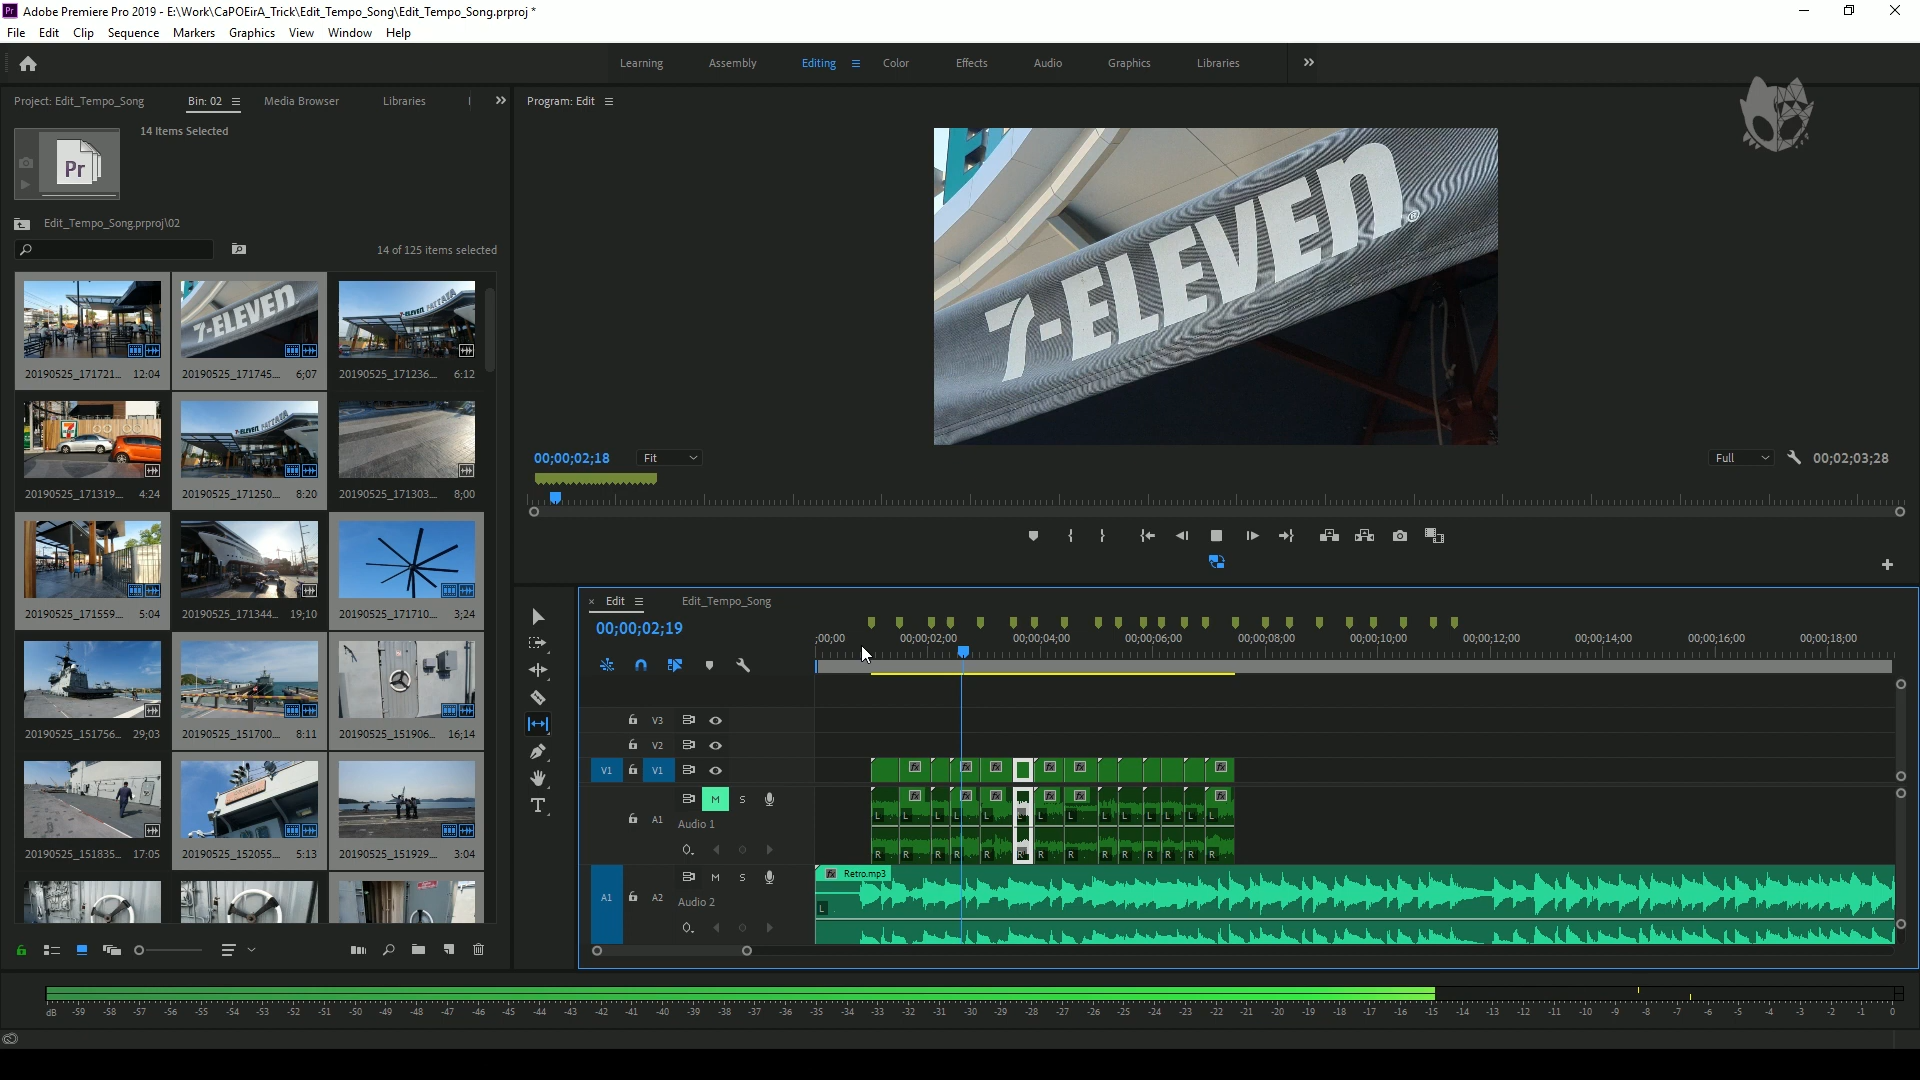 Adobe Premiere Pro 2019 - E:\Work\CaPOEirA_Trick\Edit_Tempo_Song\Edit_Tempo_Song.prproj *
File Edit Clip Sequence Markers Graphics View Window Help
Learning Assembly Editing Color Effects Audio Graphics Libraries
Project: Edit_Tempo_Song Bin: 02 Media Browser Libraries
Program: Edit
14 Items Selected
Pr
Edit_Tempo_Song.prproj\02
14 of 125 items selected
7-ELEVEn®
20190525_171721... 12:04 20190525_171745... 6;07 20190525_171236... 6:12
20190525_171319... 4:24 20190525_171250... 8:20 20190525_171303... 8;00
20190525_171559... 5:04 20190525_171344... 19;10 20190525_171710... 3;24
20190525_151756... 29;03 20190525_151700... 8:11 20190525_151906... 16;14
20190525_151835... 17:05 20190525_152055... 5:13 20190525_151929... 3:04
00;00;02;18 Fit Full 00;02;03;28
Edit Edit_Tempo_Song
00;00;02;19
;00;00 00;00;02;00 00;00;04;00 00;00;06;00 00;00;08;00 00;00;10;00 00;00;12;00 00;00;14;00 00;00;16;00 00;00;18;00
V3
V2
V1 V1
A1 M S
Audio 1
A1 A2 M S
Audio 2
fx Retro.mp3
L
dB -59 -58 -57 -56 -55 -54 -53 -52 -51 -50 -49 -48 -47 -46 -45 -44 -43 -42 -41 -40 -39 -38 -37 -36 -35 -34 -33 -32 -31 -30 -29 -28 -27 -26 -25 -24 -23 -22 -21 -20 -19 -18 -17 -16 -15 -14 -13 -12 -11 -10 -9 -8 -7 -6 -5 -4 -3 -2 -1 0